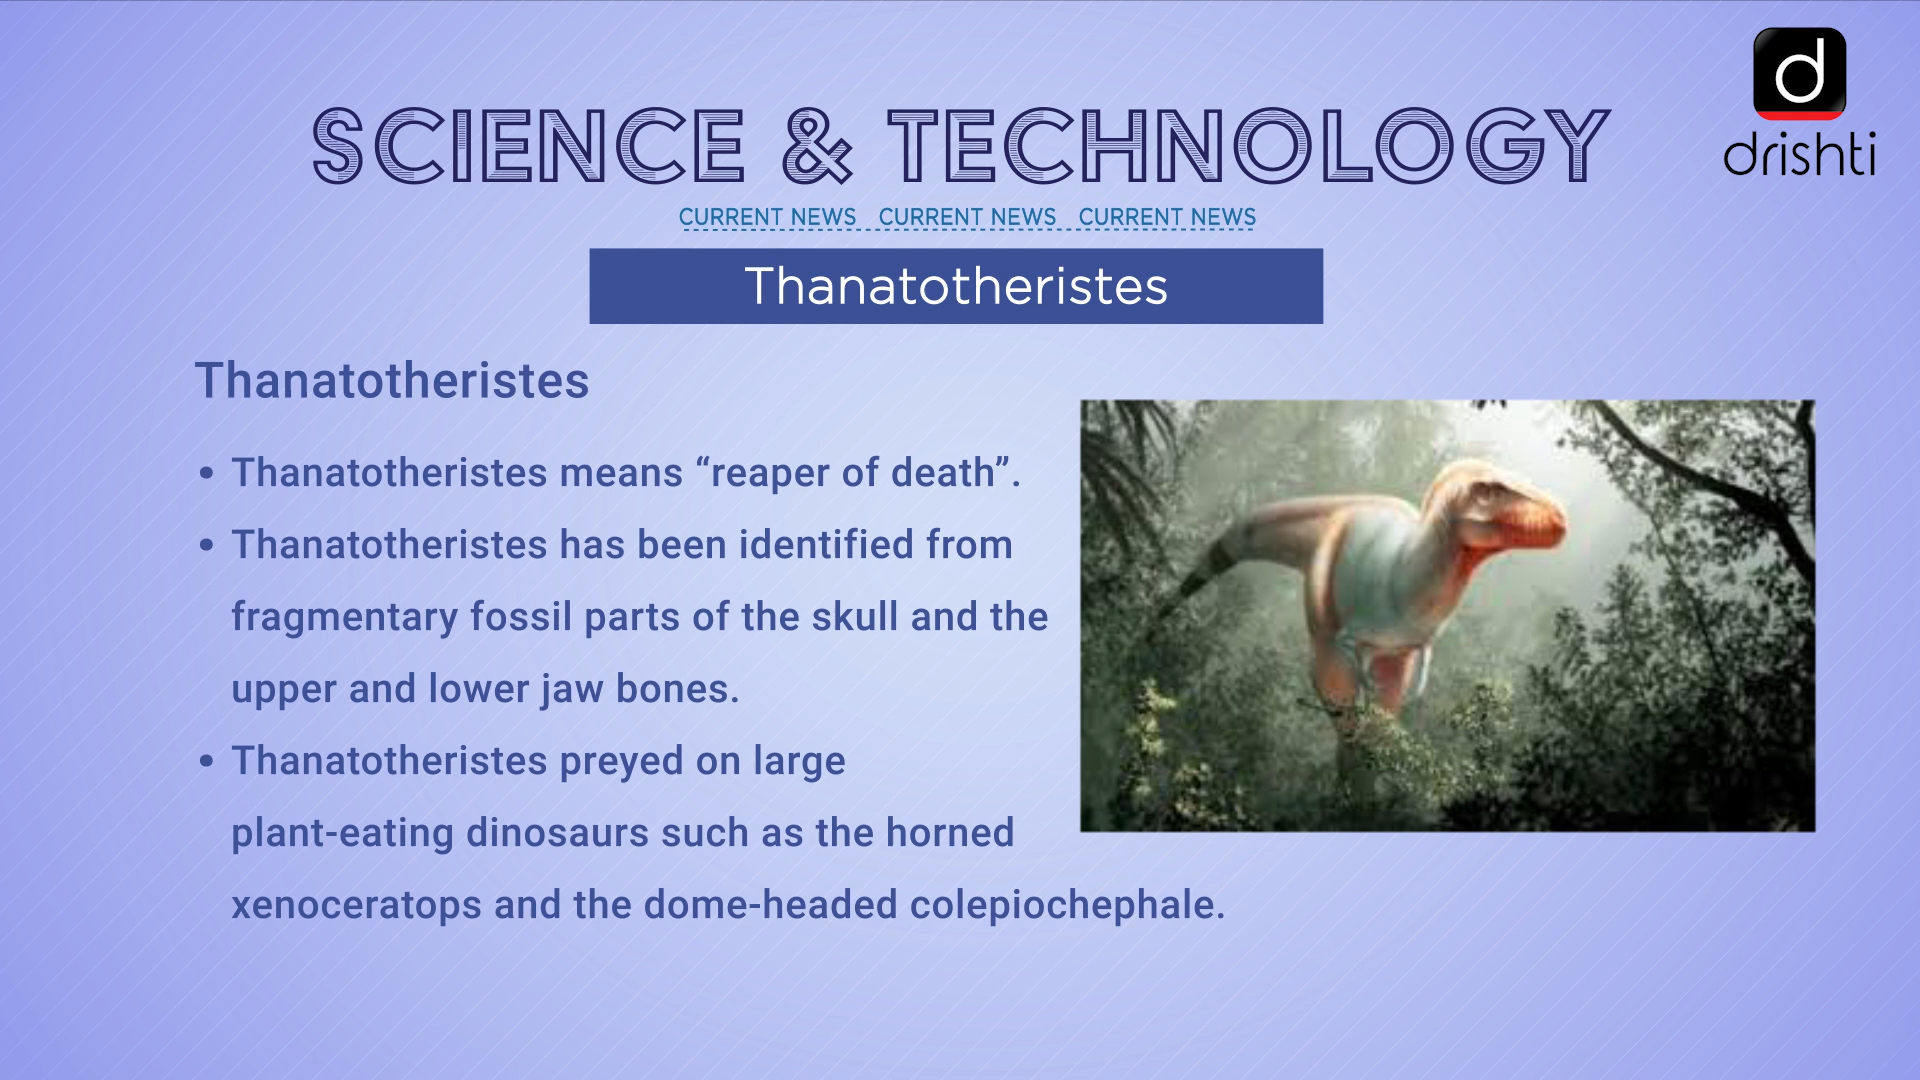 d
drishti
SCIENCE & TECHNOLOGY
CURRENT NEWS CURRENT NEWS CURRENT NEWS
Thanatotheristes
Thanatotheristes
• Thanatotheristes means “reaper of death”.
• Thanatotheristes has been identified from
fragmentary fossil parts of the skull and the
upper and lower jaw bones.
• Thanatotheristes preyed on large
plant-eating dinosaurs such as the horned
xenoceratops and the dome-headed colepiochephale.